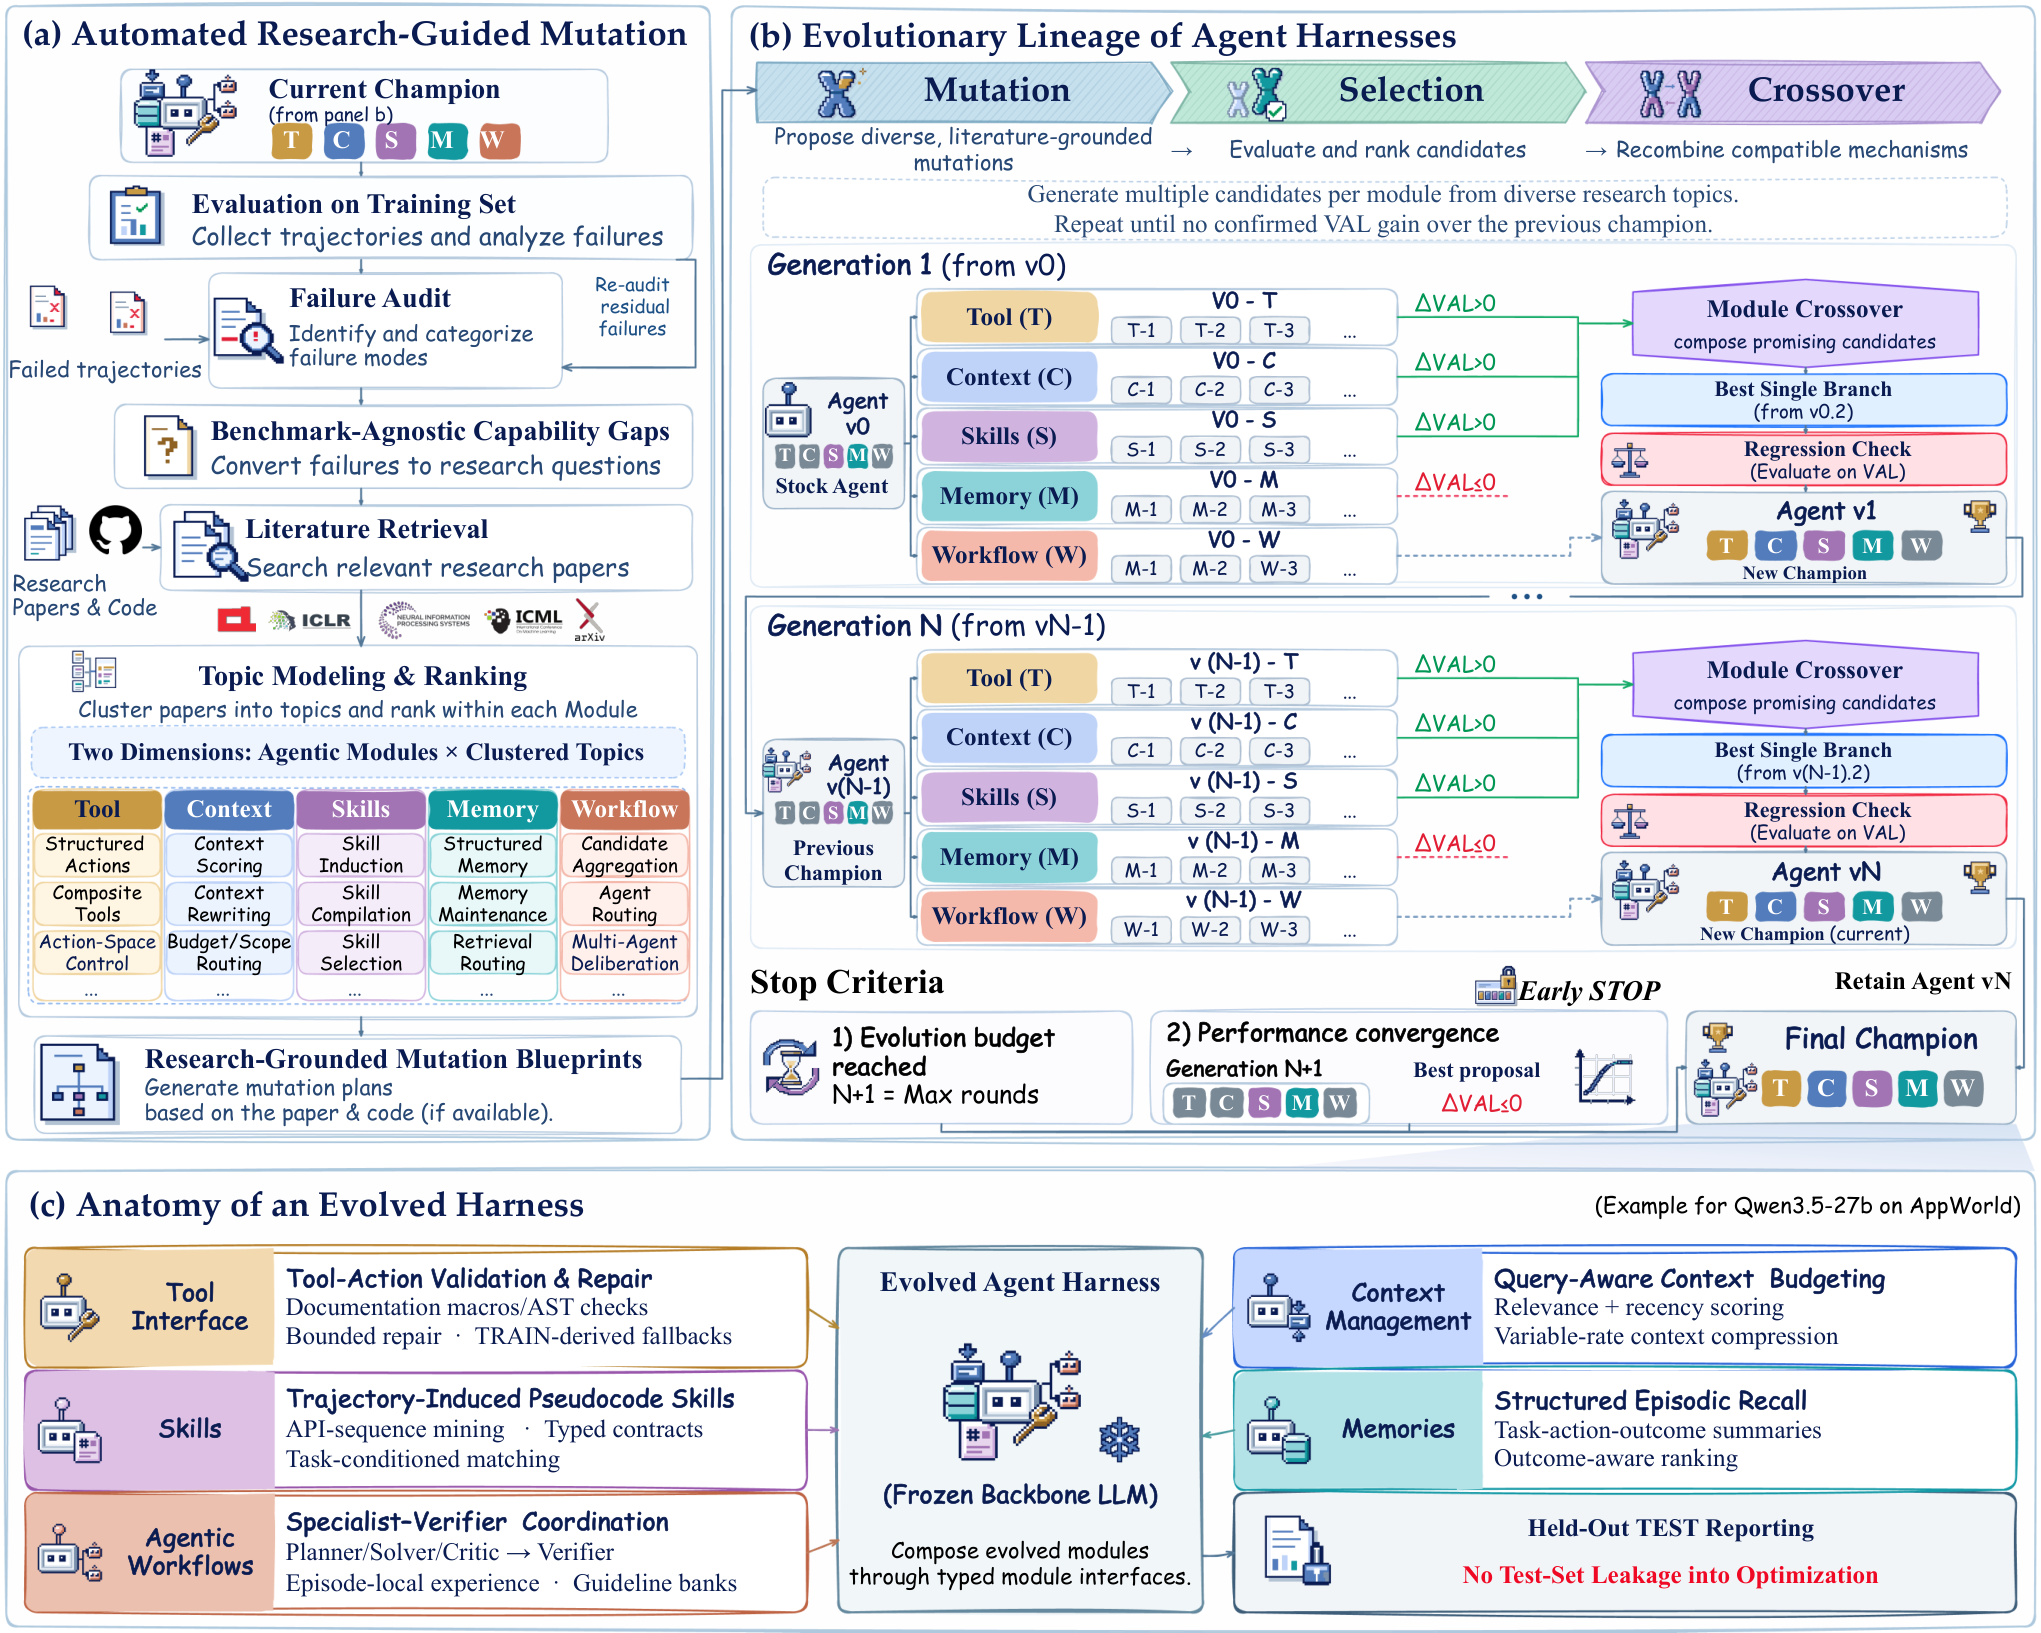 (a) Automated Research-Guided Mutation
Current Champion
(from panel b)
T C S M W
Evaluation on Training Set
Collect trajectories and analyze failures
Failed trajectories
Failure Audit
Identify and categorize
failure modes
Re-audit
residual
failures
Benchmark-Agnostic Capability Gaps
Convert failures to research questions
Research
Papers & Code
Literature Retrieval
Search relevant research papers
ICLR
NEURAL INFORMATION
PROCESSING SYSTEMS
ICML
arXiv
Topic Modeling & Ranking
Cluster papers into topics and rank within each Module
Two Dimensions: Agentic Modules × Clustered Topics
Tool Context Skills Memory Workflow
Structured
Actions
Context
Scoring
Skill
Induction
Structured
Memory
Candidate
Aggregation
Composite
Tools
Context
Rewriting
Skill
Compilation
Memory
Maintenance
Agent
Routing
Action-Space
Control
Budget/Scope
Routing
Skill
Selection
Retrieval
Routing
Multi-Agent
Deliberation
... ... ... ... ...
Research-Grounded Mutation Blueprints
Generate mutation plans
based on the paper & code (if available).
(b) Evolutionary Lineage of Agent Harnesses
Mutation
Selection
Crossover
Propose diverse, literature-grounded
mutations
→ Evaluate and rank candidates
→ Recombine compatible mechanisms
Generate multiple candidates per module from diverse research topics.
Repeat until no confirmed VAL gain over the previous champion.
Generation 1 (from v0)
Agent
v0
T C S M W
Stock Agent
Tool (T)
V0 - T
T-1 T-2 T-3 ...
ΔVAL>0
Context (C)
V0 - C
C-1 C-2 C-3 ...
ΔVAL>0
Skills (S)
V0 - S
S-1 S-2 S-3 ...
ΔVAL>0
Memory (M)
V0 - M
M-1 M-2 M-3 ...
ΔVAL≤0
Workflow (W)
V0 - W
M-1 M-2 W-3 ...
Module Crossover
compose promising candidates
Best Single Branch
(from v0.2)
Regression Check
(Evaluate on VAL)
Agent v1
T C S M W
New Champion
...
Generation N (from vN-1)
Agent
v(N-1)
T C S M W
Previous
Champion
Tool (T)
v (N-1) - T
T-1 T-2 T-3 ...
ΔVAL>0
Context (C)
v (N-1) - C
C-1 C-2 C-3 ...
ΔVAL>0
Skills (S)
v (N-1) - S
S-1 S-2 S-3 ...
ΔVAL>0
Memory (M)
v (N-1) - M
M-1 M-2 M-3 ...
ΔVAL≤0
Workflow (W)
v (N-1) - W
W-1 W-2 W-3 ...
Module Crossover
compose promising candidates
Best Single Branch
(from v(N-1).2)
Regression Check
(Evaluate on VAL)
Agent vN
T C S M W
New Champion (current)
Stop Criteria
Early STOP
Retain Agent vN
1) Evolution budget
reached
N+1 = Max rounds
2) Performance convergence
Generation N+1
T C S M W
Best proposal
ΔVAL≤0
Final Champion
T C S M W
(c) Anatomy of an Evolved Harness
(Example for Qwen3.5-27b on AppWorld)
Tool
Interface
Tool-Action Validation & Repair
Documentation macros/AST checks
Bounded repair · TRAIN-derived fallbacks
Skills
Trajectory-Induced Pseudocode Skills
API-sequence mining · Typed contracts
Task-conditioned matching
Agentic
Workflows
Specialist-Verifier Coordination
Planner/Solver/Critic → Verifier
Episode-local experience · Guideline banks
Evolved Agent Harness
(Frozen Backbone LLM)
Compose evolved modules
through typed module interfaces.
Context
Management
Query-Aware Context Budgeting
Relevance + recency scoring
Variable-rate context compression
Memories
Structured Episodic Recall
Task-action-outcome summaries
Outcome-aware ranking
Held-Out TEST Reporting
No Test-Set Leakage into Optimization